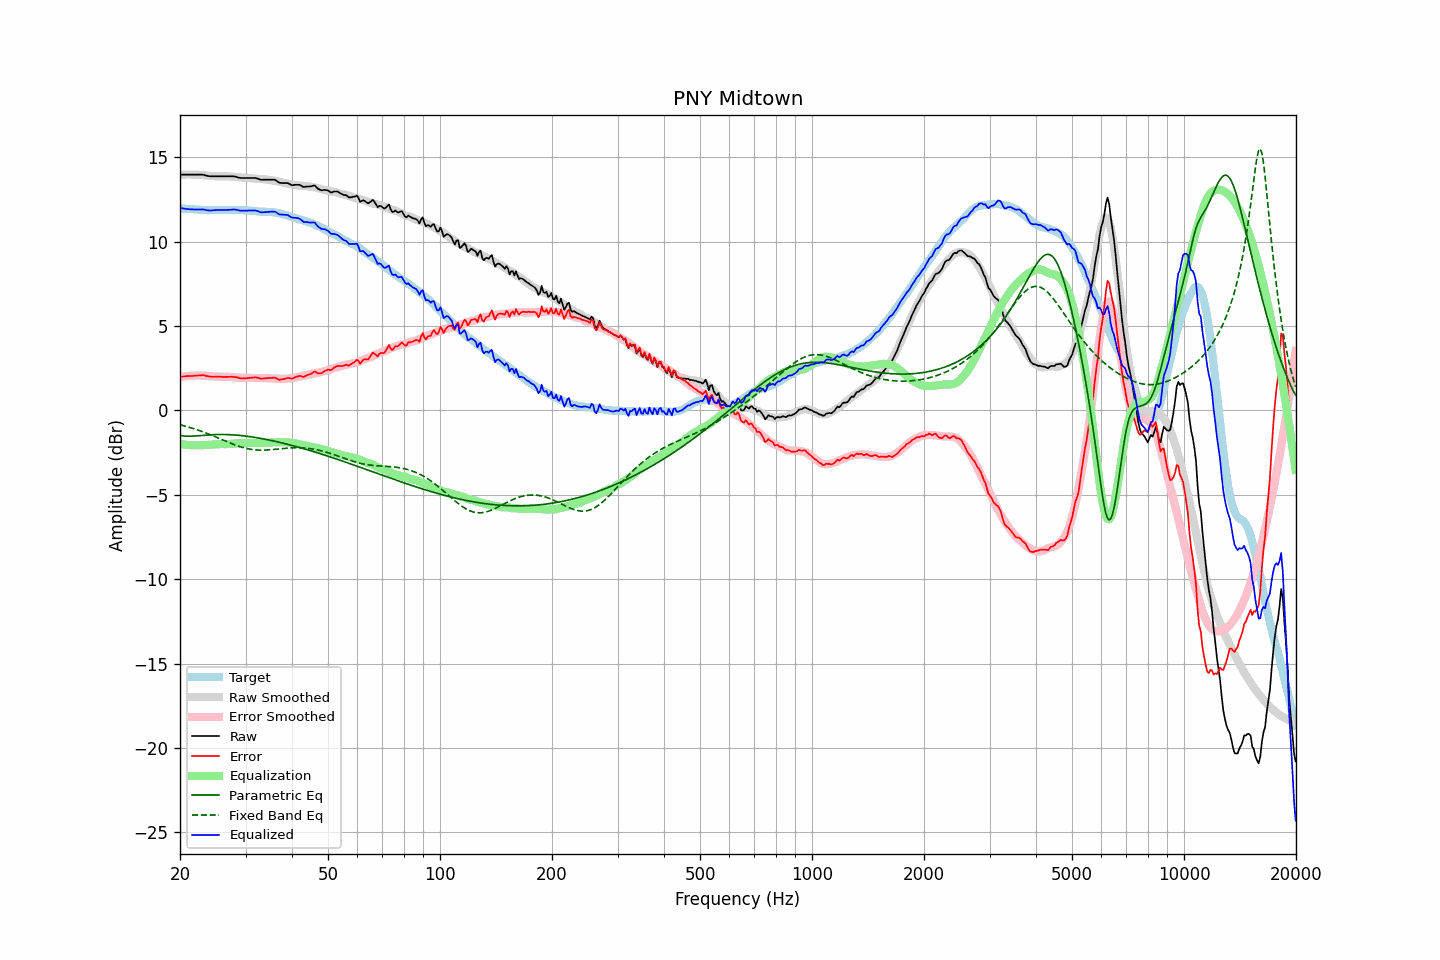 PNY Midtown
Amplitude (dBr)
15
10
5
0
−5
−10
−15
−20
−25
Target
Raw Smoothed
Error Smoothed
Raw
Error
Equalization
Parametric Eq
Fixed Band Eq
Equalized
20 50 100 200 500 1000 2000 5000 10000 20000
Frequency (Hz)